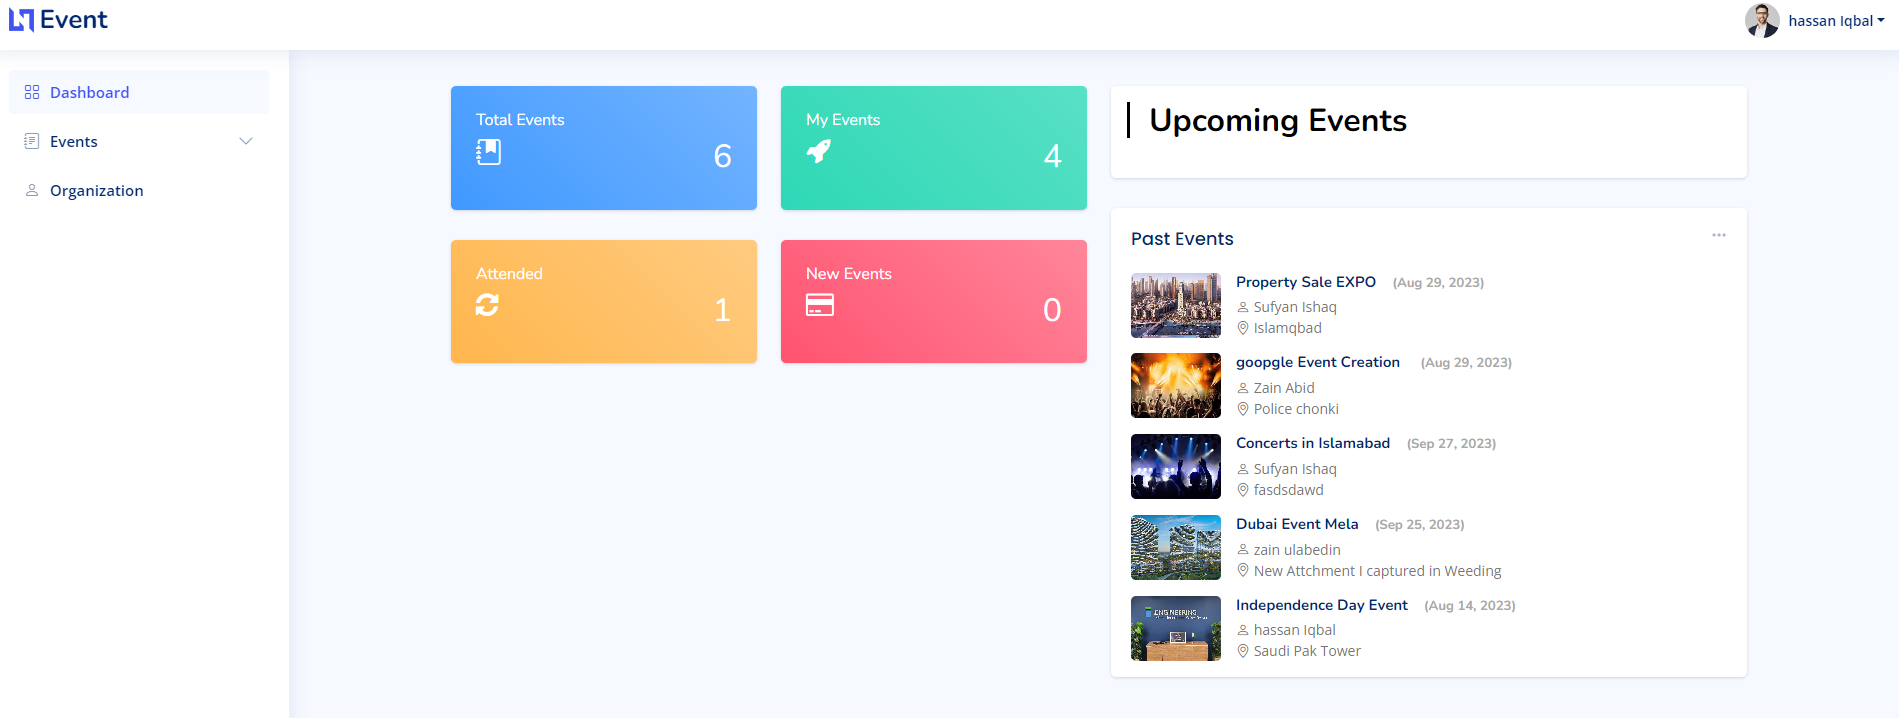 Event
hassan Iqbal
Dashboard
Events
Organization
Total Events
6
My Events
4
Attended
1
New Events
0
Upcoming Events
Past Events
Property Sale EXPO (Aug 29, 2023)
Sufyan Ishaq
Islamqbad
goopgle Event Creation (Aug 29, 2023)
Zain Abid
Police chonki
Concerts in Islamabad (Sep 27, 2023)
Sufyan Ishaq
fasdsdawd
Dubai Event Mela (Sep 25, 2023)
zain ulabedin
New Attchment I captured in Weeding
Independence Day Event (Aug 14, 2023)
hassan Iqbal
Saudi Pak Tower